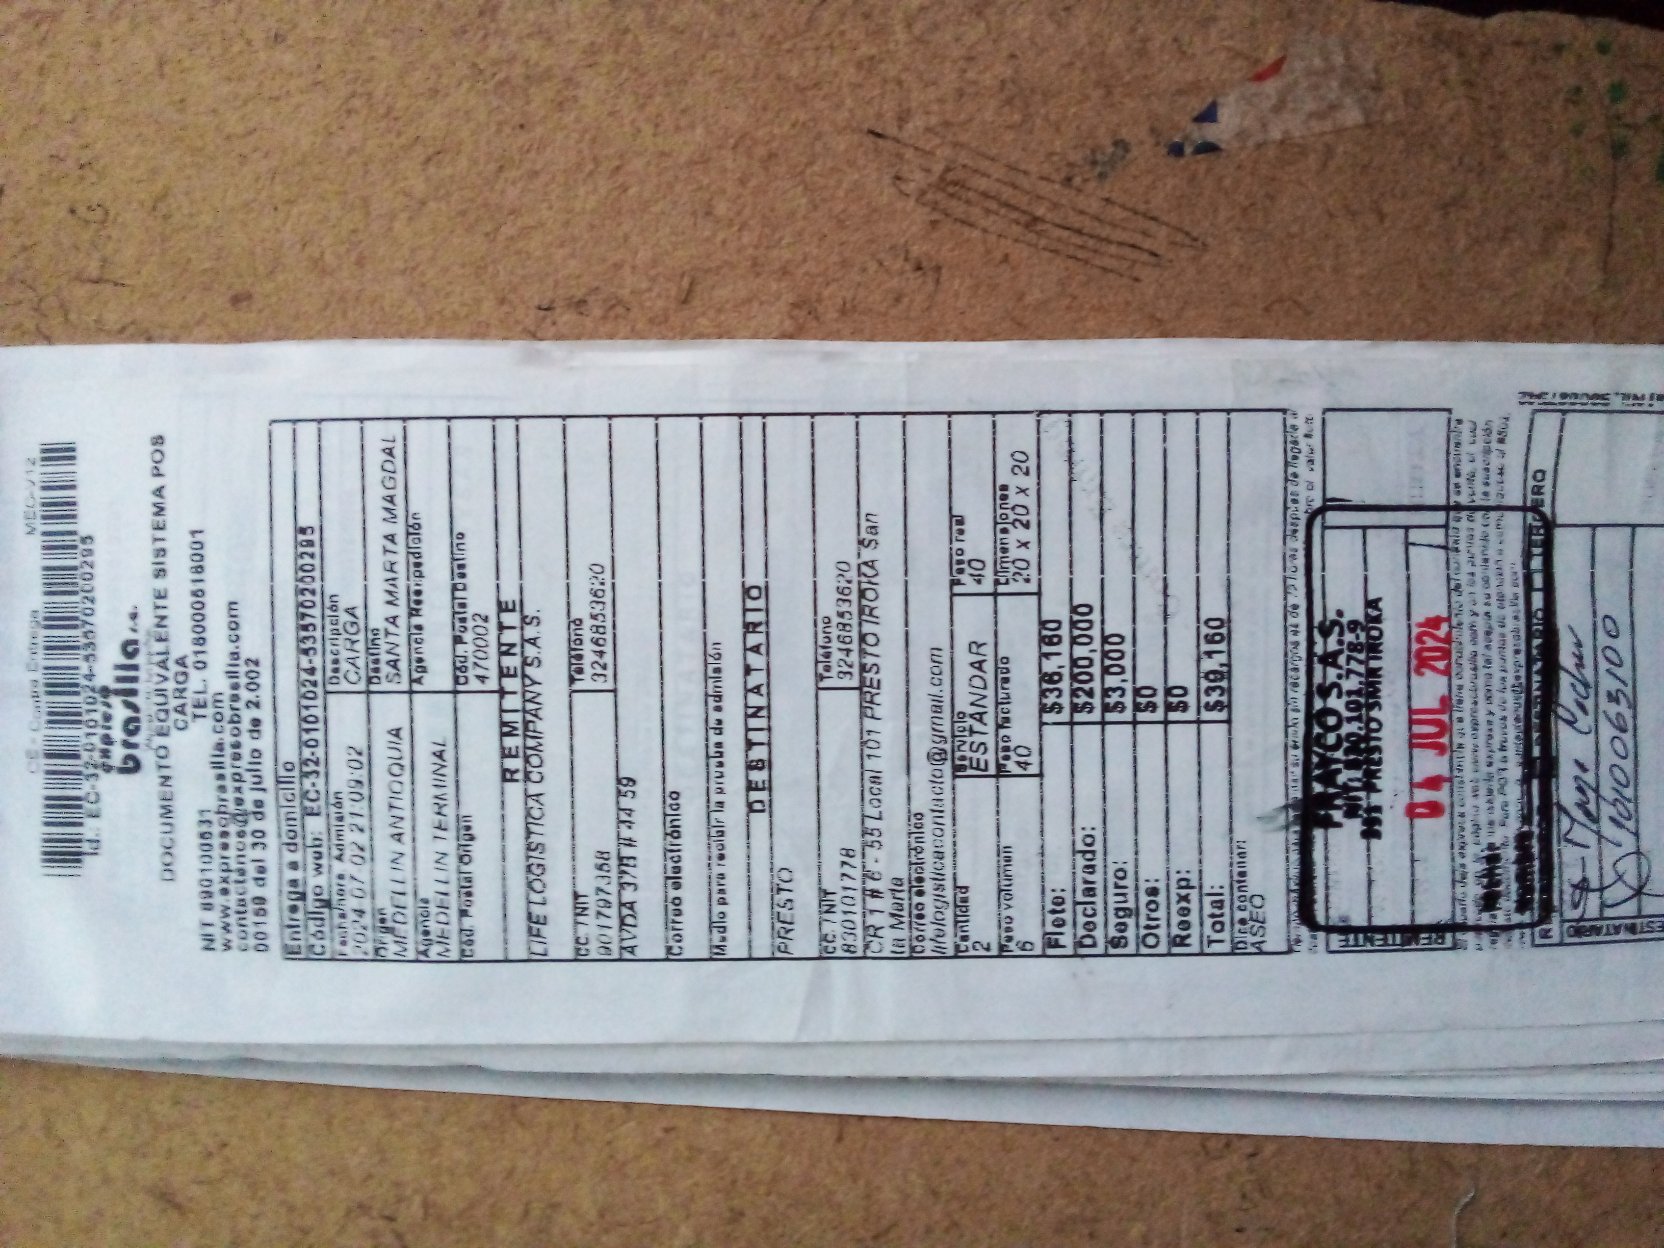 CE - Contra Entrega MEDV12
Id.: EC-32-0101024-53570200295
expreso
brasilia s.a.
DOCUMENTO EQUIVALENTE SISTEMA POS
CARGA
NIT 890100531 TEL. 018000518001
www.expresobrasilia.com
contactenos@expresobrasilia.com
00159 del 30 de julio de 2.002
Entrega a domicilio
Código web: EC-32-0101024-53570200295
Fecha/hora Admisión Descripción
2024 07 02 21:09:02 CARGA
Origen Destino
MEDELLIN ANTIOQUIA SANTA MARTA MAGDAL
Agencia Agencia Reexpedición
MEDELLIN TERMINAL
Cód. Postal Origen Cód. Postal Destino
470002
REMITENTE
LIFE LOGISTICA COMPANY S.A.S.
CC. / NIT Teléfono
901797358 3246853620
AVDA 37B # 44 59
Correo electrónico
Medio para recibir la prueba de admisión
DESTINATARIO
PRESTO
CC. / NIT Teléfono
830101778 3246853620
CR 1 # 6 - 55 Local 101 PRESTO IROKA San
ta Marta
Correo electrónico
lifelogisticacontacto@gmail.com
Cantidad Servicio Peso real
2 ESTANDAR 40
Peso volumen Peso facturado Dimensiones
6 40 20 x 20 x 20
Flete: $36,160
Declarado: $200,000
Seguro: $3,000
Otros: $0
Reexp: $0
Total: $39,160
Dice contener:
ASEO
FRAYCO S.A.S.
NIT. 830.101.778-9
PRESTO SMR IROKA
04 JUL 2024
REMITENTE
DESTINATARIO
1010063100